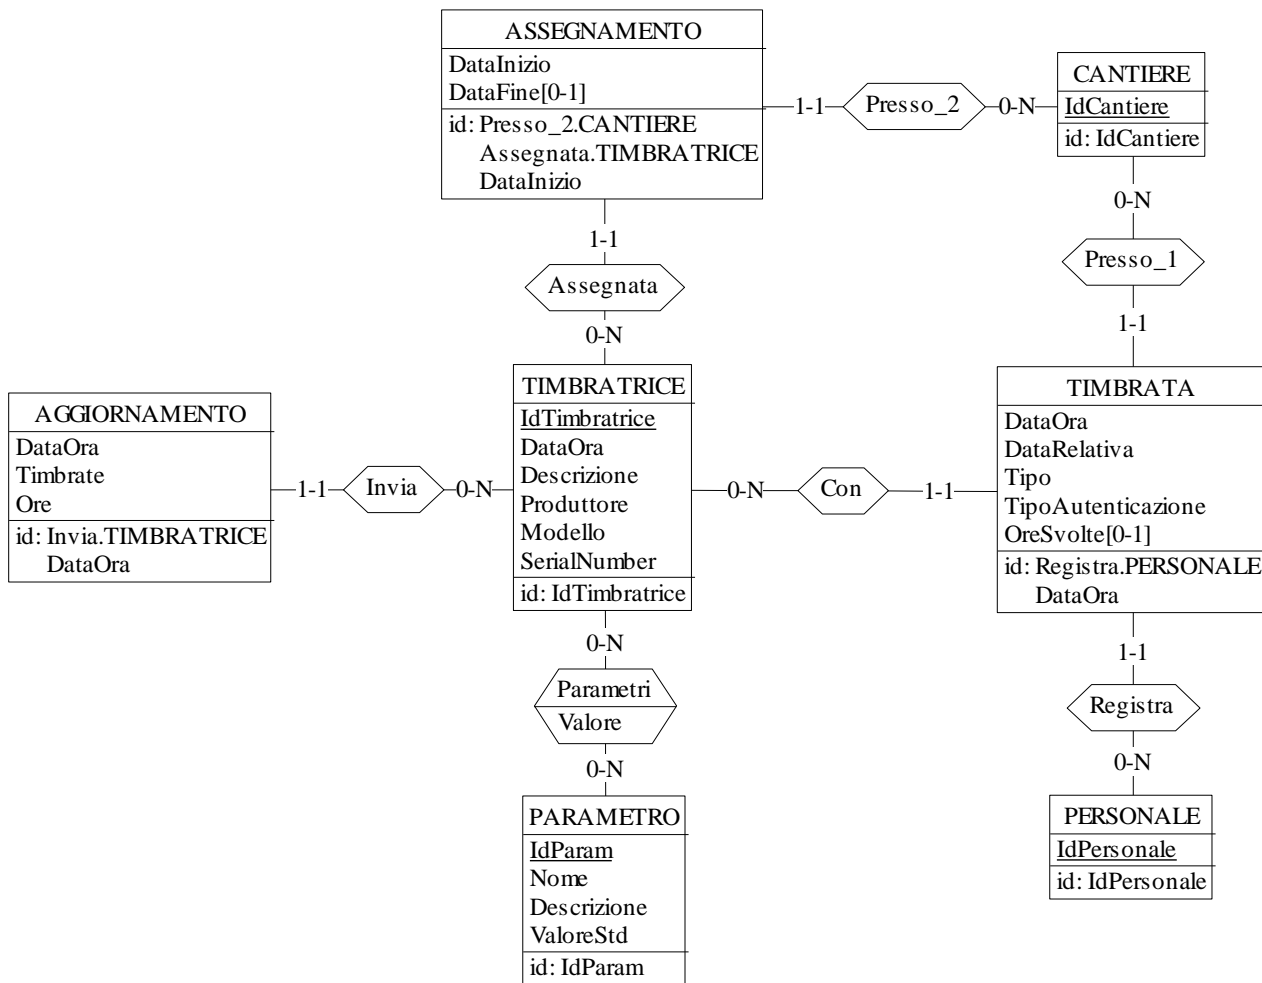 ASSEGNAMENTO
DataInizio
DataFine[0-1]
id: Presso_2.CANTIERE
Assegnata.TIMBRATRICE
DataInizio
1-1
Presso_2
0-N
CANTIERE
IdCantiere
id: IdCantiere
0-N
Presso_1
1-1
1-1
Assegnata
0-N
AGGIORNAMENTO
DataOra
Timbrate
Ore
id: Invia.TIMBRATRICE
DataOra
1-1
Invia
0-N
TIMBRATRICE
IdTimbratrice
DataOra
Descrizione
Produttore
Modello
SerialNumber
id: IdTimbratrice
0-N
Con
1-1
TIMBRATA
DataOra
DataRelativa
Tipo
TipoAutenticazione
OreSvolte[0-1]
id: Registra.PERSONALE
DataOra
0-N
Parametri
Valore
0-N
1-1
Registra
0-N
PARAMETRO
IdParam
Nome
Descrizione
ValoreStd
id: IdParam
PERSONALE
IdPersonale
id: IdPersonale